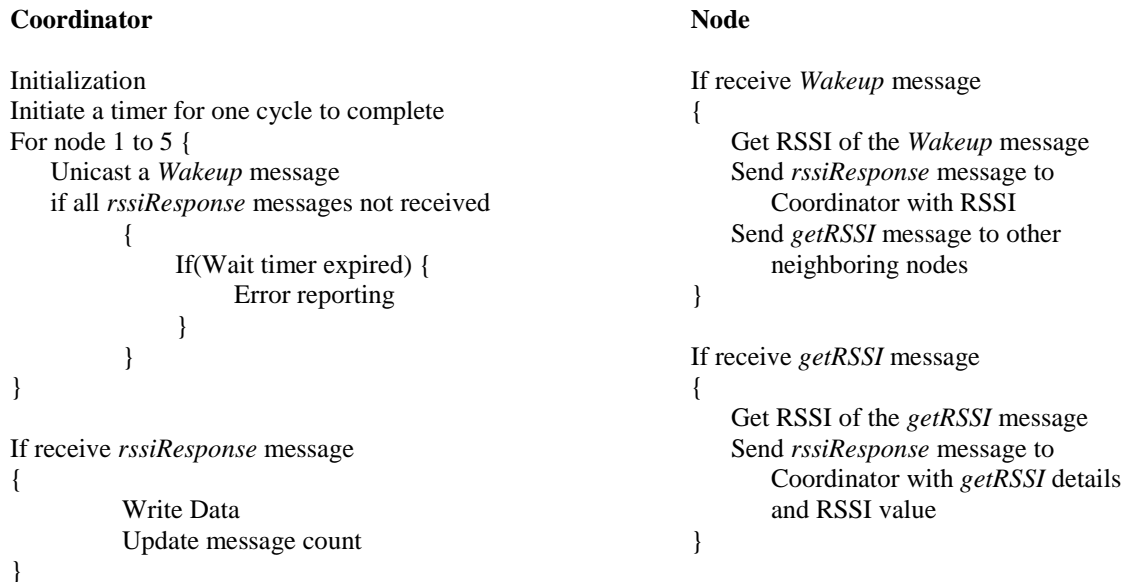 Coordinator
Initialization
Initiate a timer for one cycle to complete
For node 1 to 5 {
Unicast a Wakeup message
if all rssiResponse messages not received
{
If(Wait timer expired) {
Error reporting
}
}
}
If receive rssiResponse message
{
Write Data
Update message count
}
Node
If receive Wakeup message
{
Get RSSI of the Wakeup message
Send rssiResponse message to
Coordinator with RSSI
Send getRSSI message to other
neighboring nodes
}
If receive getRSSI message
{
Get RSSI of the getRSSI message
Send rssiResponse message to
Coordinator with getRSSI details
and RSSI value
}